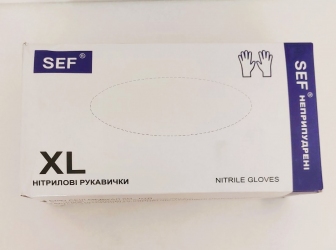 SEF®
XL
НІТРИЛОВІ РУКАВИЧКИ
NITRILE GLOVES
SEF® НЕПРИПУДРЕНІ